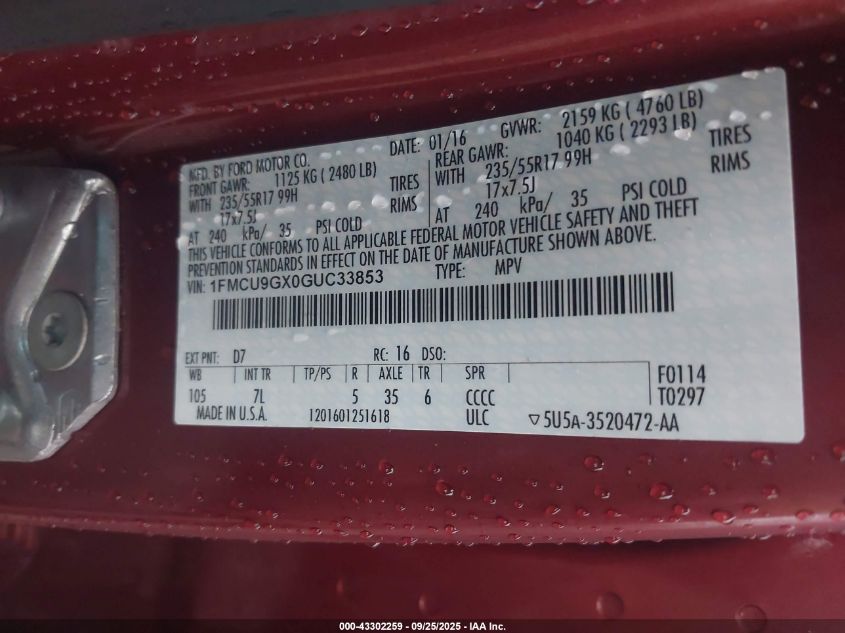 MFD. BY FORD MOTOR CO. DATE: 01/16 GVWR: 2159 KG ( 4760 LB)
FRONT GAWR: 1125 KG ( 2480 LB) REAR GAWR: 1040 KG ( 2293 LB)
WITH 235/55R17 99H TIRES WITH 235/55R17 99H TIRES
17x7.5J RIMS 17x7.5J RIMS
AT 240 kPa/ 35 PSI COLD AT 240 kPa/ 35 PSI COLD
THIS VEHICLE CONFORMS TO ALL APPLICABLE FEDERAL MOTOR VEHICLE SAFETY AND THEFT
PREVENTION STANDARDS IN EFFECT ON THE DATE OF MANUFACTURE SHOWN ABOVE.
VIN: 1FMCU9GX0GUC33853 TYPE: MPV
EXT PNT: D7 RC: 16 DSO:
WB INT TR TP/PS R AXLE TR SPR F0114
105 7L 5 35 6 CCCC T0297
MADE IN U.S.A. 1201601251618 ULC ▽5U5A-3520472-AA
000-43302259 - 09/25/2025 - IAA Inc.